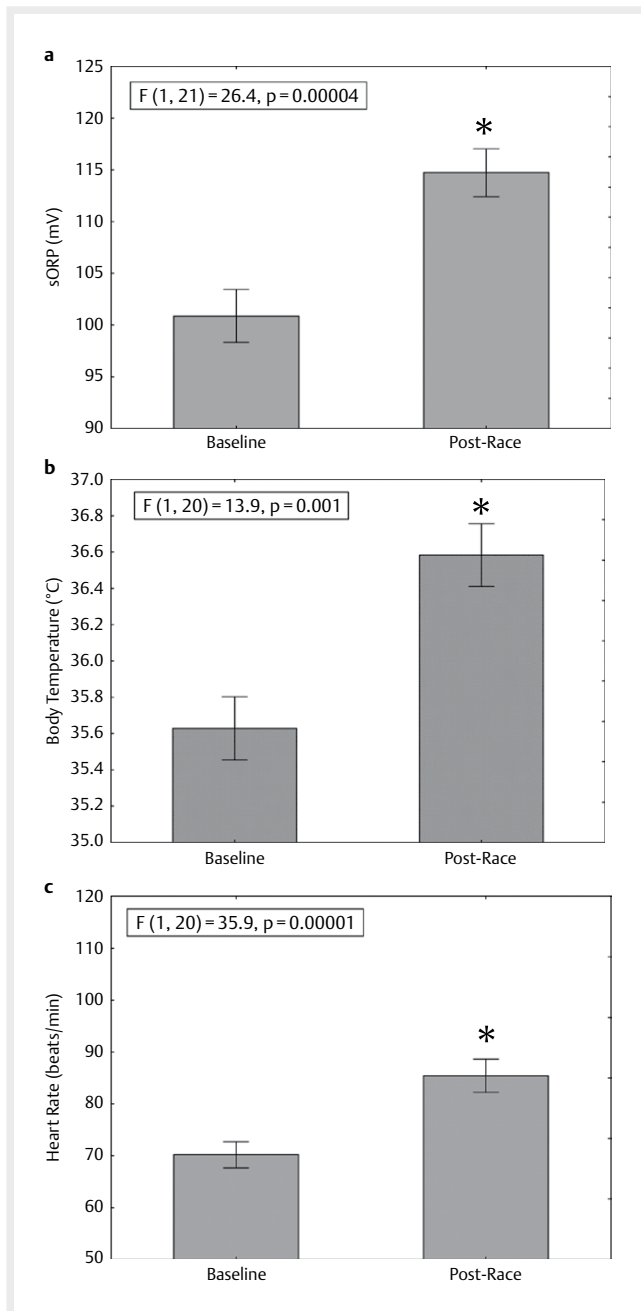 a
125
F (1, 21) = 26.4, p = 0.00004
120
*
115
110
sORP (mV)
105
100
95
90
Baseline Post-Race
b
37.0
F (1, 20) = 13.9, p = 0.001
36.8
*
36.6
36.4
36.2
Body Temperature (°C)
36.0
35.8
35.6
35.4
35.2
35.0
Baseline Post-Race
c
120
F (1, 20) = 35.9, p = 0.00001
110
100
*
90
Heart Rate (beats/min)
80
70
60
50
Baseline Post-Race